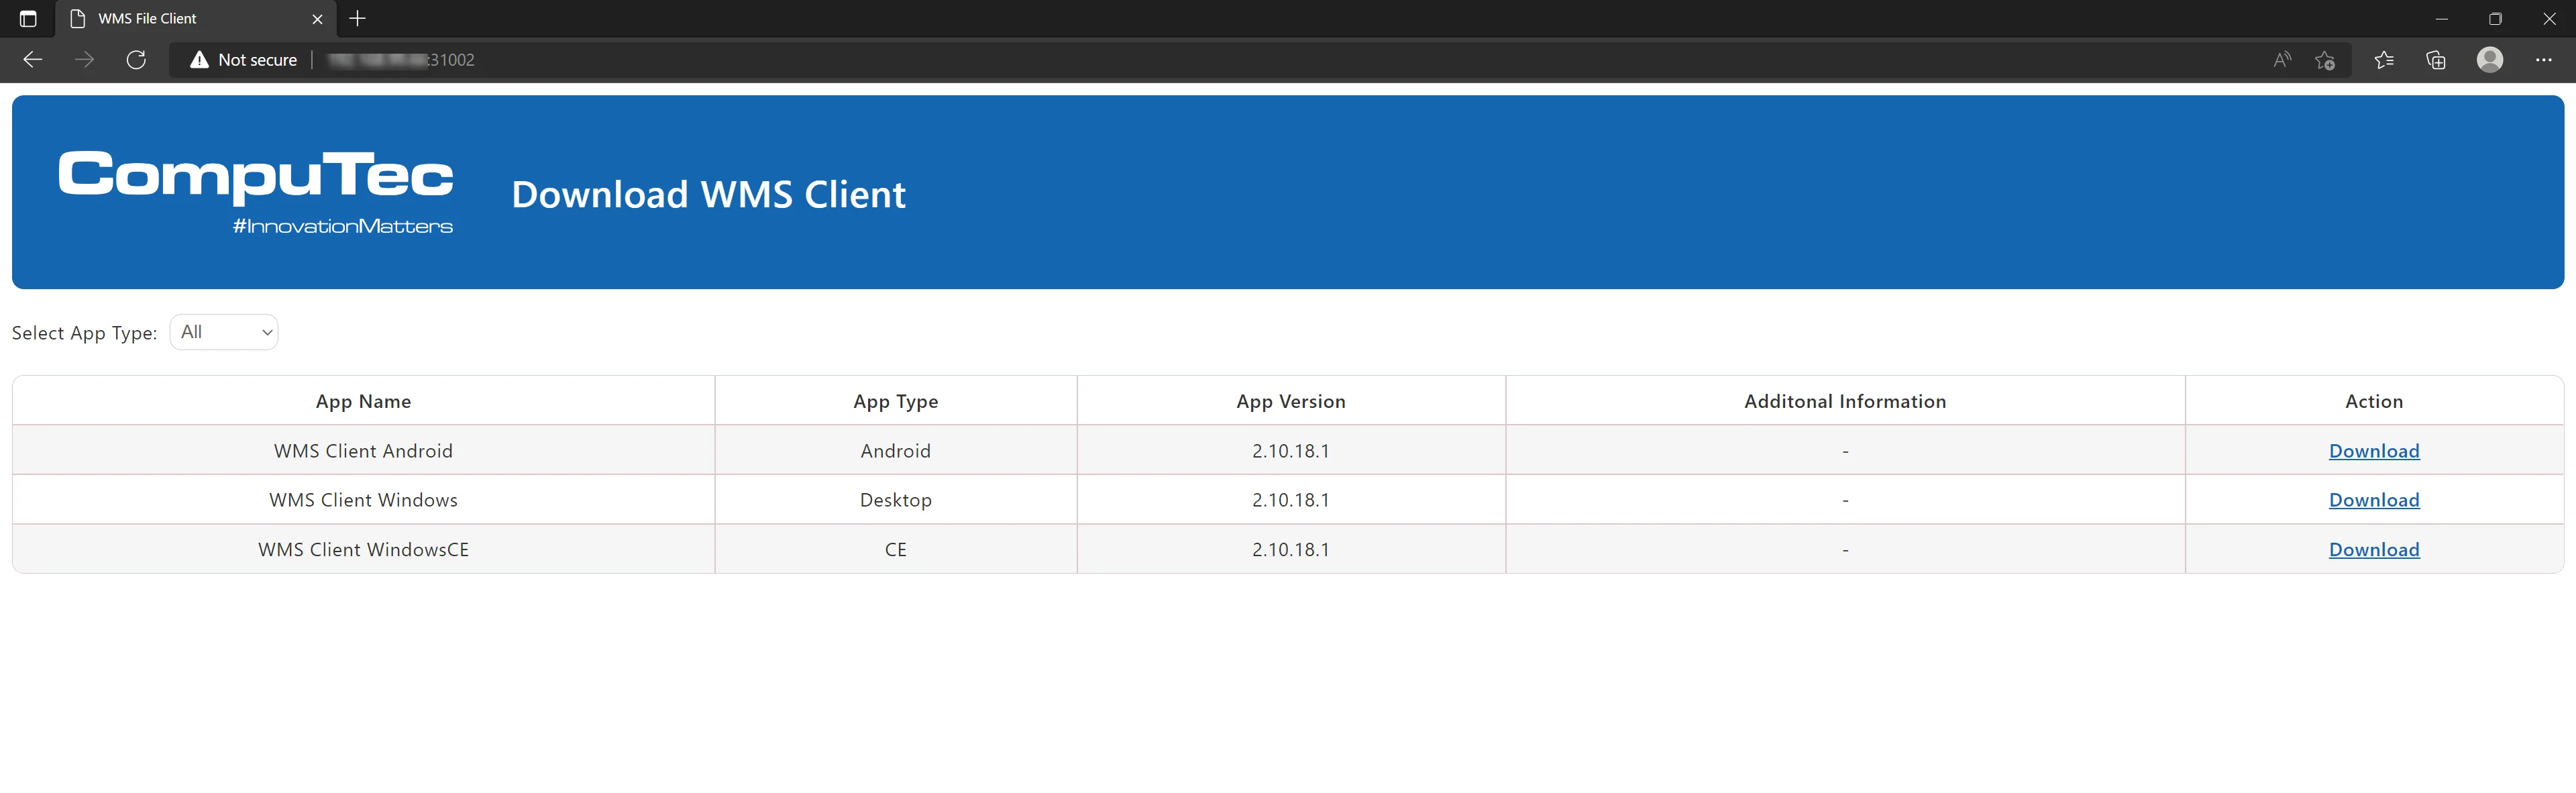 WMS File Client
Not secure :31002
CompuTec
#InnovationMatters
Download WMS Client
Select App Type: All
App Name App Type App Version Additonal Information Action
WMS Client Android Android 2.10.18.1 - Download
WMS Client Windows Desktop 2.10.18.1 - Download
WMS Client WindowsCE CE 2.10.18.1 - Download